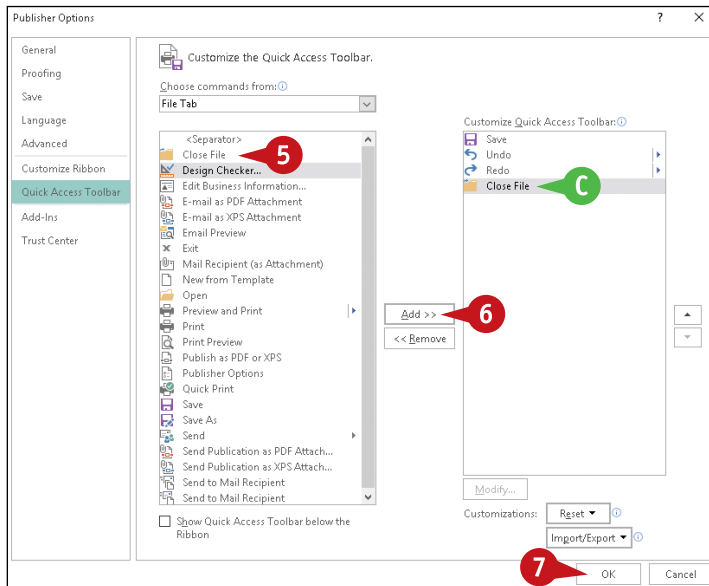 Publisher Options
? ×
General
Proofing
Save
Language
Advanced
Customize Ribbon
Quick Access Toolbar
Add-Ins
Trust Center
Customize the Quick Access Toolbar.
Choose commands from:
File Tab
<Separator>
Close File
5
Design Checker...
Edit Business Information...
E-mail as PDF Attachment
E-mail as XPS Attachment
Email Preview
Exit
Mail Recipient (as Attachment)
New from Template
Open
Preview and Print
Print
Print Preview
Publish as PDF or XPS
Publisher Options
Quick Print
Save
Save As
Send
Send Publication as PDF Attach...
Send Publication as XPS Attach...
Send to Mail Recipient
Send to Mail Recipient
Show Quick Access Toolbar below the
Ribbon
Add >>
6
<< Remove
Customize Quick Access Toolbar:
Save
Undo
Redo
Close File
C
Modify...
Customizations:
Reset
Import/Export
7
OK
Cancel